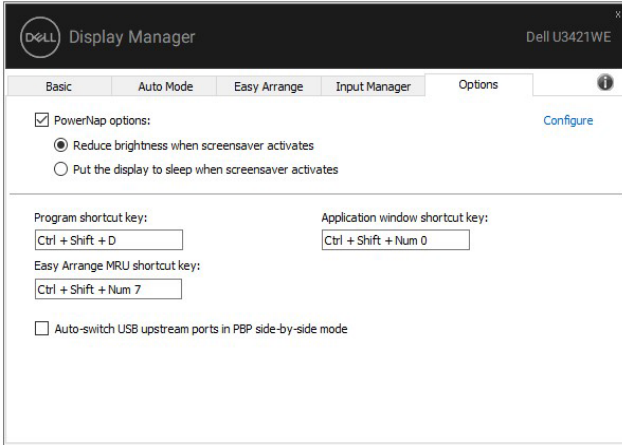 DELL Display Manager
Dell U3421WE
x
Basic
Auto Mode
Easy Arrange
Input Manager
Options
i
PowerNap options:
Configure
Reduce brightness when screensaver activates
Put the display to sleep when screensaver activates
Program shortcut key:
Application window shortcut key:
Ctrl + Shift + D
Ctrl + Shift + Num 0
Easy Arrange MRU shortcut key:
Ctrl + Shift + Num 7
Auto-switch USB upstream ports in PBP side-by-side mode